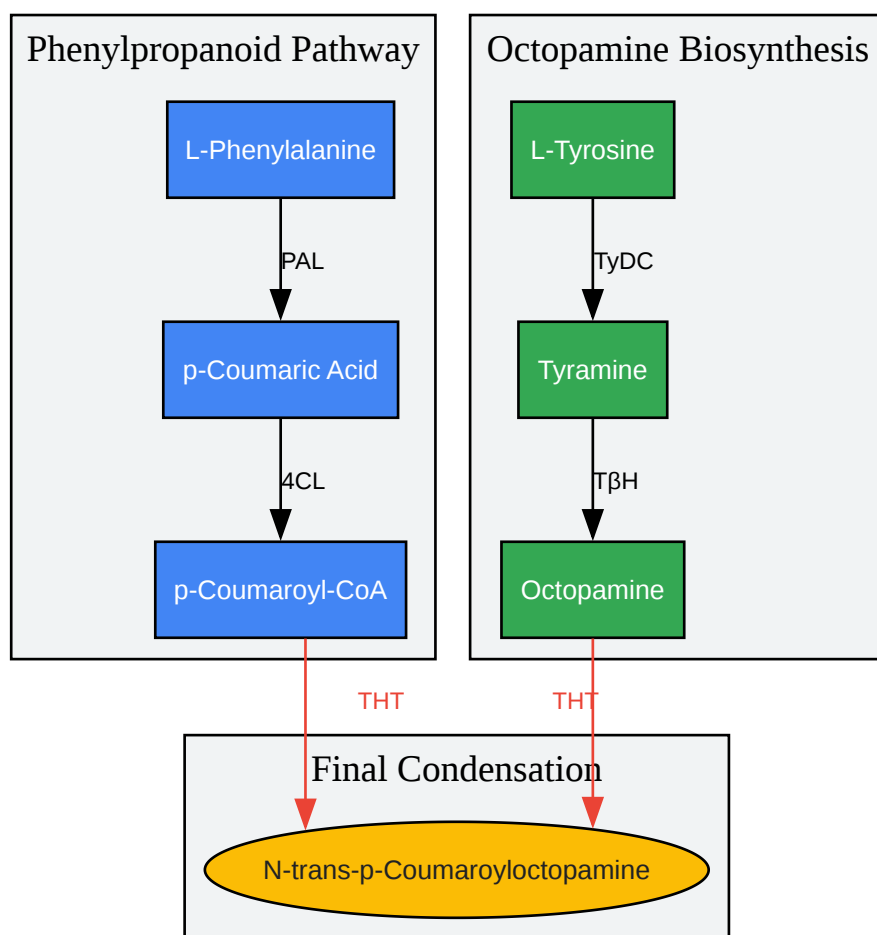 Phenylpropanoid Pathway
L-Phenylalanine
PAL
p-Coumaric Acid
4CL
p-Coumaroyl-CoA
THT
Octopamine Biosynthesis
L-Tyrosine
TyDC
Tyramine
TβH
Octopamine
THT
Final Condensation
N-trans-p-Coumaroyloctopamine